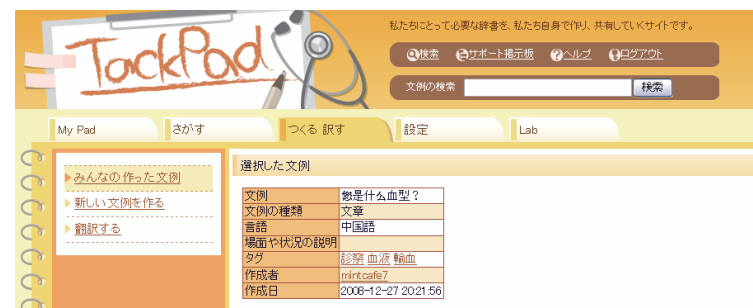 私たちにとって必要な辞書を、私たち自身で作り、共有していくサイトです。
TackPad
検索 サポート掲示板 ヘルプ ログアウト
文例の検索 検索
My Pad さがす つくる 訳す 設定 Lab
みんなの作った文例
新しい文例を作る
翻訳する
選択した文例
文例 您是什么血型？
文例の種類 文章
言語 中国語
場面や状況の説明
タグ 診察 血液 輸血
作成者 mintcafe7
作成日 2008-12-27 20:21:56